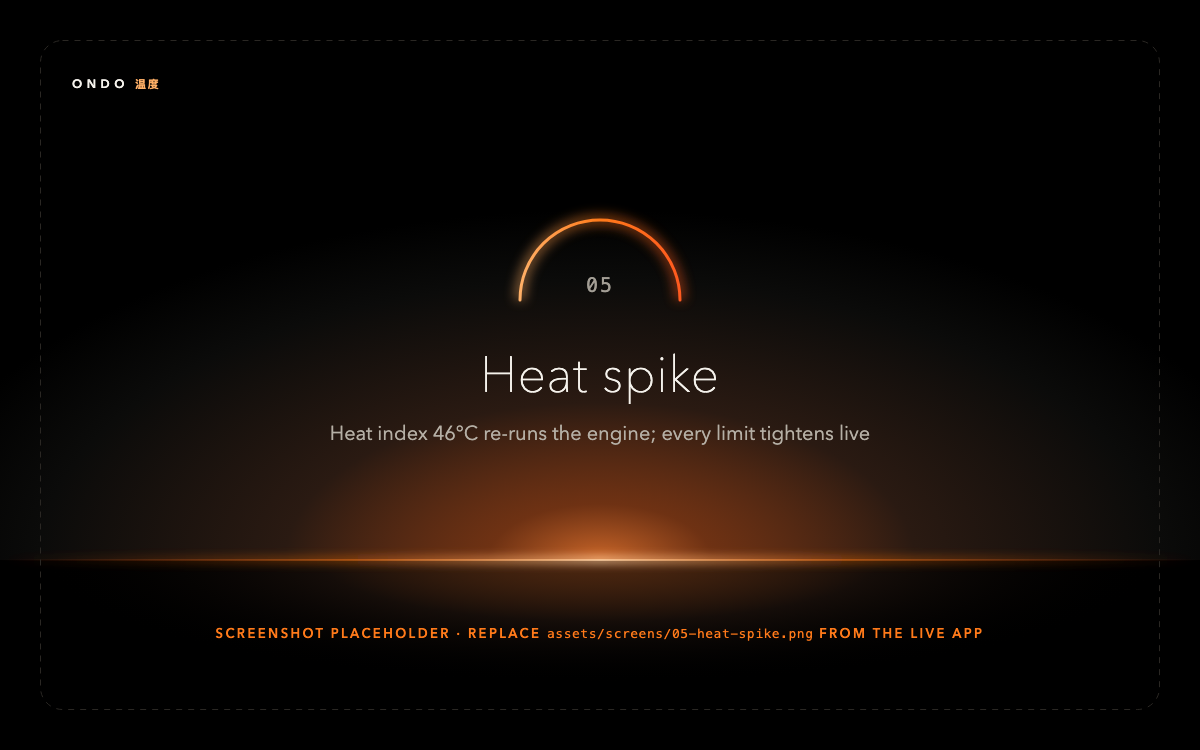 ONDO 温度
05
Heat spike
Heat index 46°C re-runs the engine; every limit tightens live
SCREENSHOT PLACEHOLDER · REPLACE assets/screens/05-heat-spike.png FROM THE LIVE APP